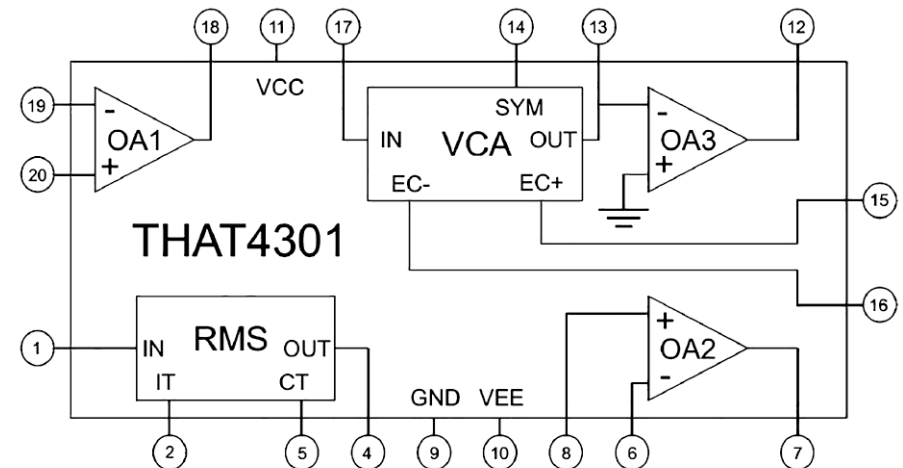 18 11 17 14 13 12
VCC
19 - SYM -
OA1 IN VCA OUT OA3
20 + EC- EC+ +
15
THAT4301
16
RMS +
1 IN OUT OA2
IT CT -
GND VEE
2 5 4 9 10 8 6 7